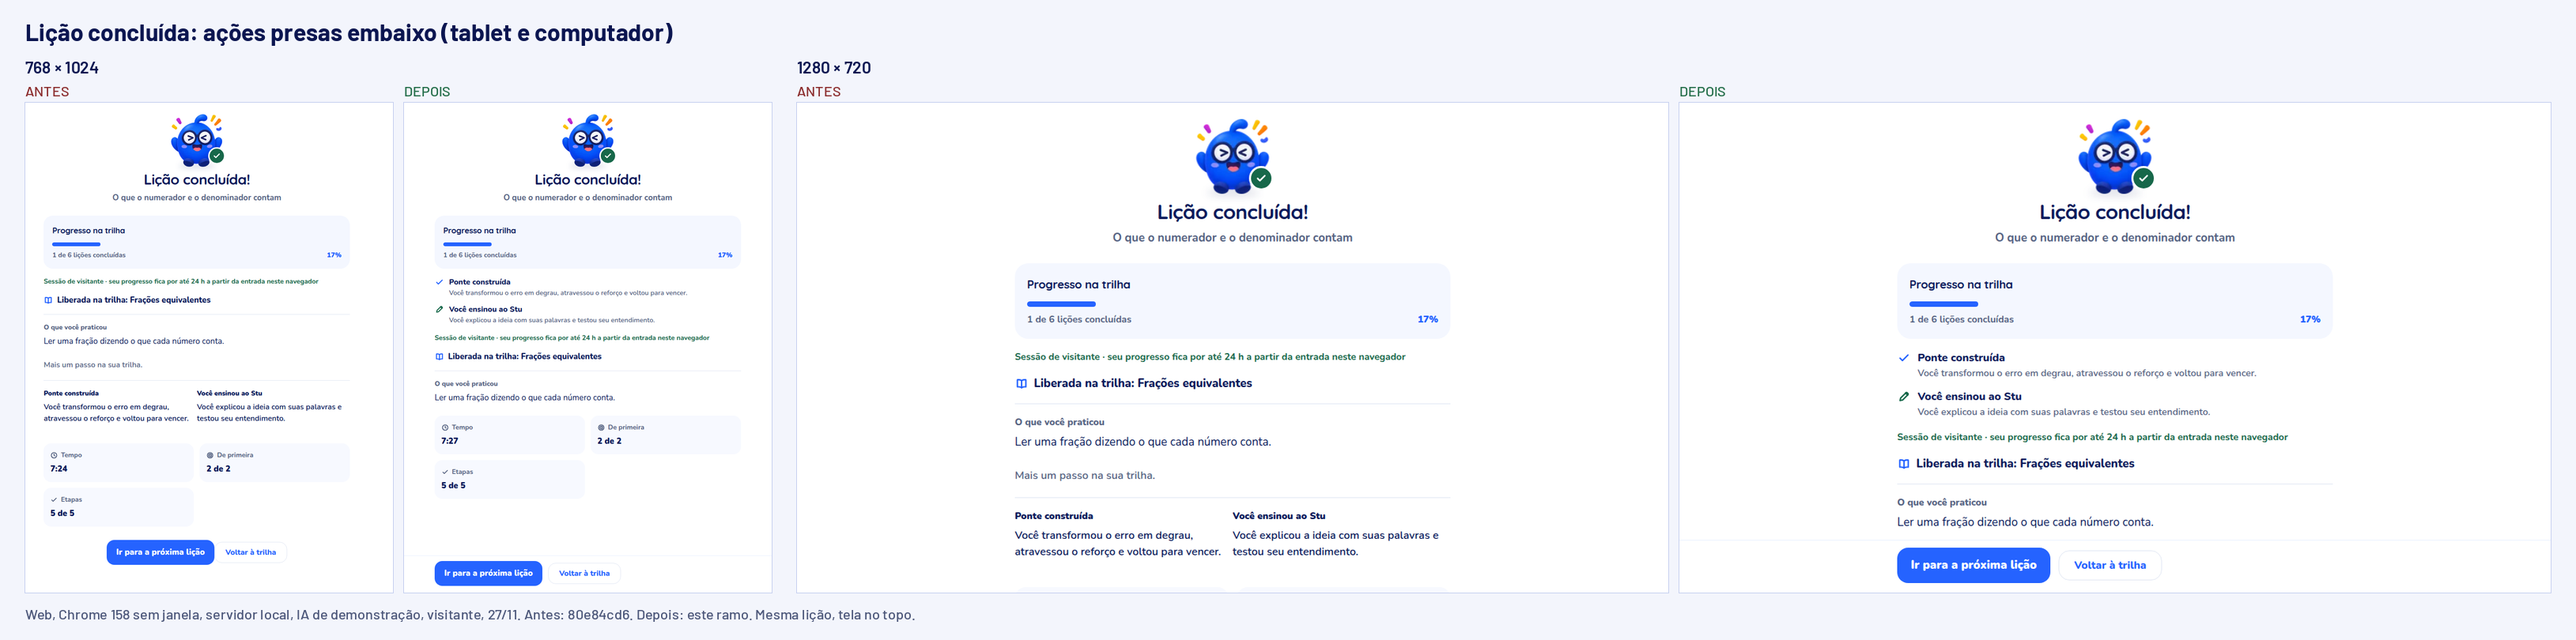 Lição concluída: ações presas embaixo (tablet e computador)
768 × 1024
ANTES
Lição concluída!
O que o numerador e o denominador contam
Progresso na trilha
1 de 6 lições concluídas
17%
Sessão de visitante · seu progresso fica por até 24 h a partir da entrada neste navegador
Liberada na trilha: Frações equivalentes
O que você praticou
Ler uma fração dizendo o que cada número conta.
Mais um passo na sua trilha.
Ponte construída
Você transformou o erro em degrau,
atravessou o reforço e voltou para vencer.
Você ensinou ao Stu
Você explicou a ideia com suas palavras e
testou seu entendimento.
Tempo
7:24
De primeira
2 de 2
Etapas
5 de 5
Ir para a próxima lição
Voltar à trilha
DEPOIS
Lição concluída!
O que o numerador e o denominador contam
Progresso na trilha
1 de 6 lições concluídas
17%
Ponte construída
Você transformou o erro em degrau, atravessou o reforço e voltou para vencer.
Você ensinou ao Stu
Você explicou a ideia com suas palavras e testou seu entendimento.
Sessão de visitante · seu progresso fica por até 24 h a partir da entrada neste navegador
Liberada na trilha: Frações equivalentes
O que você praticou
Ler uma fração dizendo o que cada número conta.
Tempo
7:27
De primeira
2 de 2
Etapas
5 de 5
Ir para a próxima lição
Voltar à trilha
1280 × 720
ANTES
Lição concluída!
O que o numerador e o denominador contam
Progresso na trilha
1 de 6 lições concluídas
17%
Sessão de visitante · seu progresso fica por até 24 h a partir da entrada neste navegador
Liberada na trilha: Frações equivalentes
O que você praticou
Ler uma fração dizendo o que cada número conta.
Mais um passo na sua trilha.
Ponte construída
Você transformou o erro em degrau,
atravessou o reforço e voltou para vencer.
Você ensinou ao Stu
Você explicou a ideia com suas palavras e
testou seu entendimento.
DEPOIS
Lição concluída!
O que o numerador e o denominador contam
Progresso na trilha
1 de 6 lições concluídas
17%
Ponte construída
Você transformou o erro em degrau, atravessou o reforço e voltou para vencer.
Você ensinou ao Stu
Você explicou a ideia com suas palavras e testou seu entendimento.
Sessão de visitante · seu progresso fica por até 24 h a partir da entrada neste navegador
Liberada na trilha: Frações equivalentes
O que você praticou
Ler uma fração dizendo o que cada número conta.
Ir para a próxima lição
Voltar à trilha
Web, Chrome 158 sem janela, servidor local, IA de demonstração, visitante, 27/11. Antes: 80e84cd6. Depois: este ramo. Mesma lição, tela no topo.